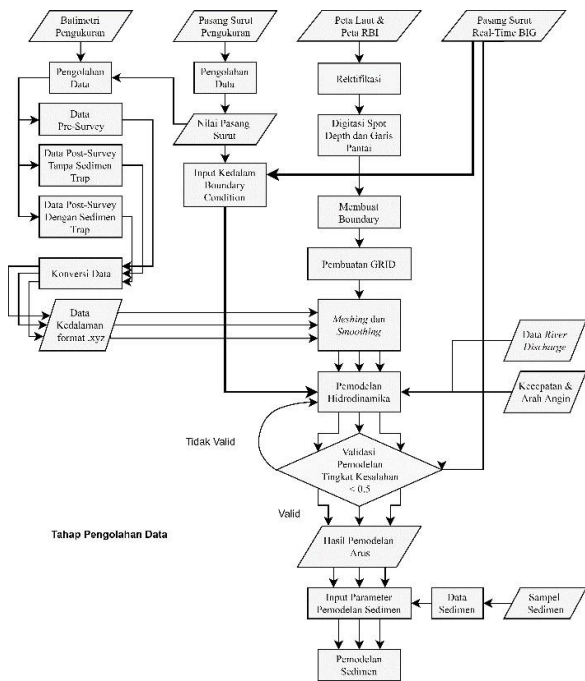 Batimetri
Pengukuran
Pasang Surut
Pengukuran
Peta Laut &
Peta RBI
Pasang Surut
Real-Time BIG
Pengolahan
Data
Pengolahan
Data
Rektifikasi
Data
Pre-Survey
Nilai Pasang
Surut
Digitasi Spot
Depth dan Garis
Pantai
Data Post-Survey
Tanpa Sedimen
Trap
Input Kedalam
Boundary
Condition
Data Post-Survey
Dengan Sedimen
Trap
Membuat
Boundary
Konversi Data
Pembuatan GRID
Data
Kedalaman
format .xyz
Meshing dan
Smoothing
Data River
Discharge
Pemodelan
Hidrodinamika
Kecepatan &
Arah Angin
Tidak Valid
Validasi
Pemodelan
Tingkat Kesalahan
< 0.5
Valid
Tahap Pengolahan Data
Hasil Pemodelan
Arus
Input Parameter
Pemodelan Sedimen
Data
Sedimen
Sampel
Sedimen
Pemodelan
Sedimen